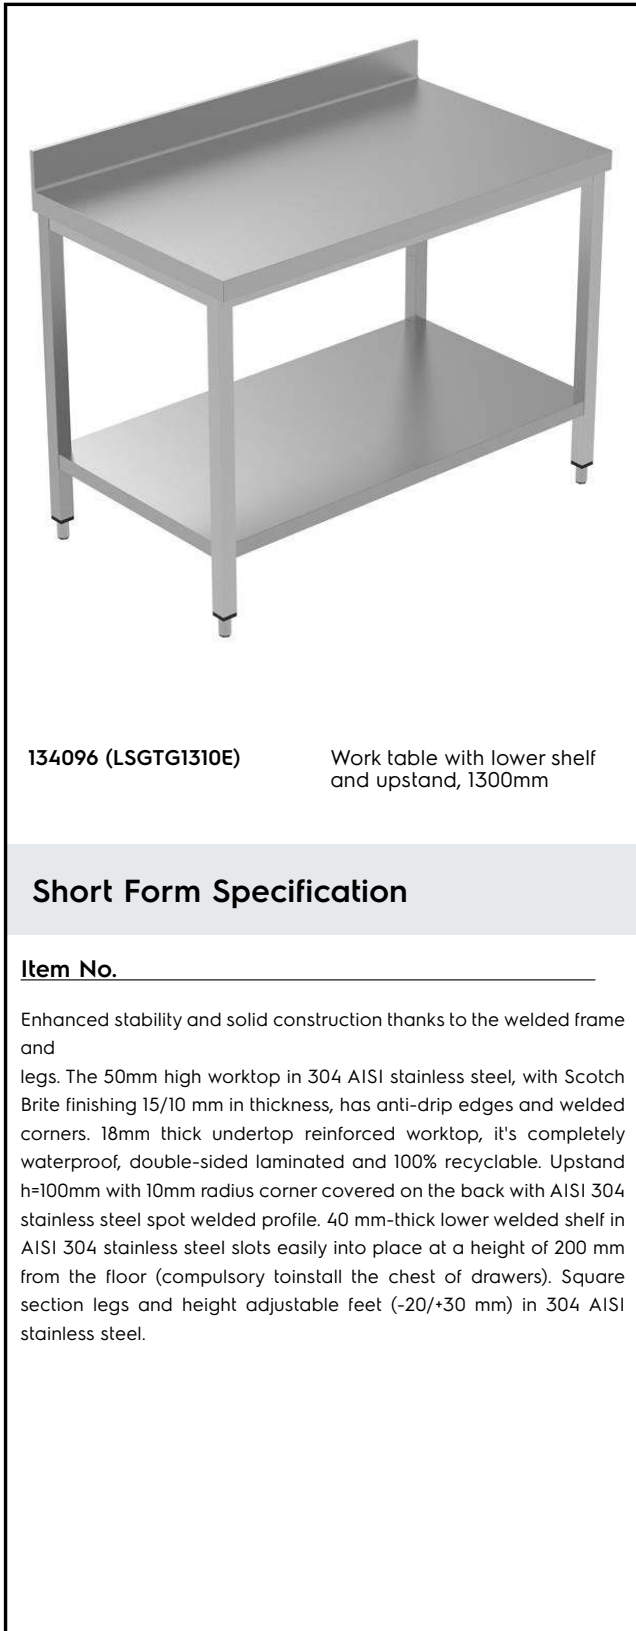 134096 (LSGTG1310E)
Work table with lower shelf
and upstand, 1300mm
Short Form Specification
Item No.
Enhanced stability and solid construction thanks to the welded frame
and
legs. The 50mm high worktop in 304 AISI stainless steel, with Scotch
Brite finishing 15/10 mm in thickness, has anti-drip edges and welded
corners. 18mm thick undertop reinforced worktop, it's completely
waterproof, double-sided laminated and 100% recyclable. Upstand
h=100mm with 10mm radius corner covered on the back with AISI 304
stainless steel spot welded profile. 40 mm-thick lower welded shelf in
AISI 304 stainless steel slots easily into place at a height of 200 mm
from the floor (compulsory toinstall the chest of drawers). Square
section legs and height adjustable feet (-20/+30 mm) in 304 AISI
stainless steel.